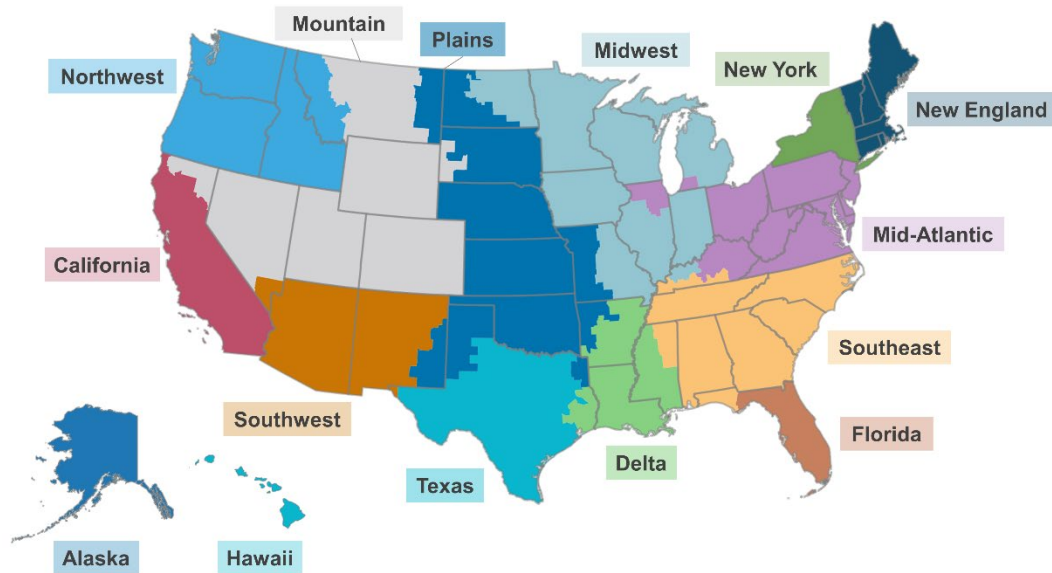 Mountain
Plains
Midwest
Northwest
New York
New England
Mid-Atlantic
California
Southeast
Southwest
Florida
Delta
Texas
Alaska
Hawaii